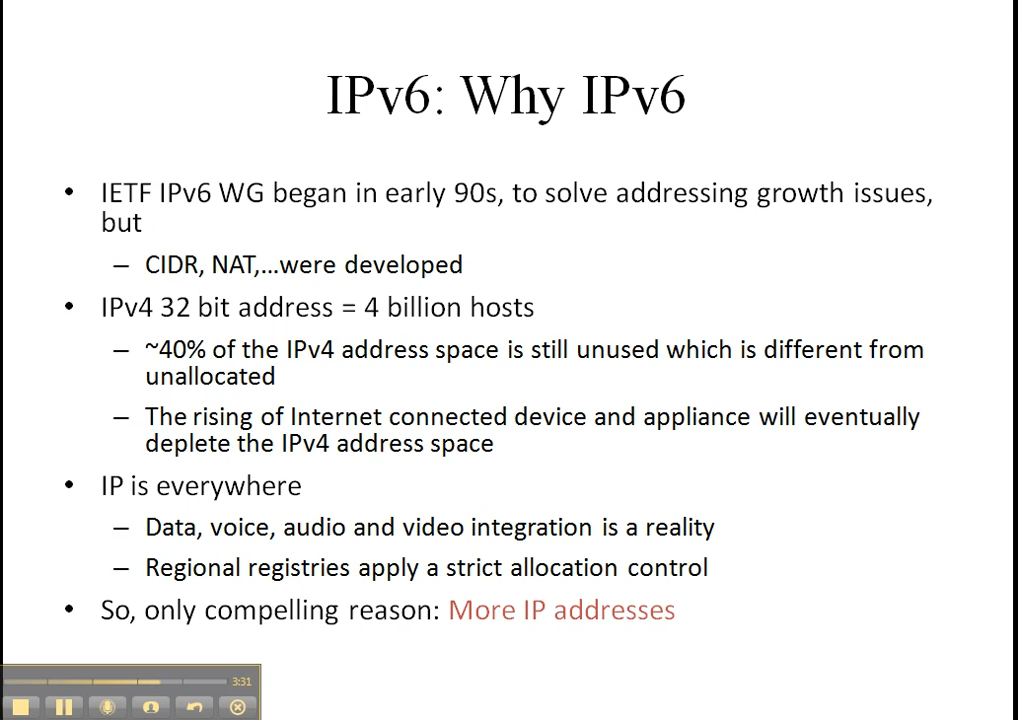 IPv6: Why IPv6
• IETF IPv6 WG began in early 90s, to solve addressing growth issues,
but
– CIDR, NAT,...were developed
• IPv4 32 bit address = 4 billion hosts
– ~40% of the IPv4 address space is still unused which is different from
unallocated
– The rising of Internet connected device and appliance will eventually
deplete the IPv4 address space
• IP is everywhere
– Data, voice, audio and video integration is a reality
– Regional registries apply a strict allocation control
• So, only compelling reason: More IP addresses
3:31